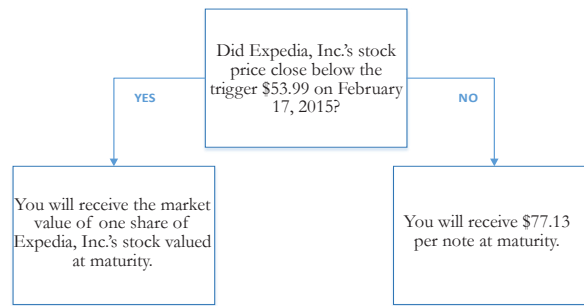 Did Expedia, Inc.'s stock
price close below the
trigger $53.99 on February
17, 2015?
YES
NO
You will receive the market
value of one share of
Expedia, Inc.'s stock valued
at maturity.
You will receive $77.13
per note at maturity.